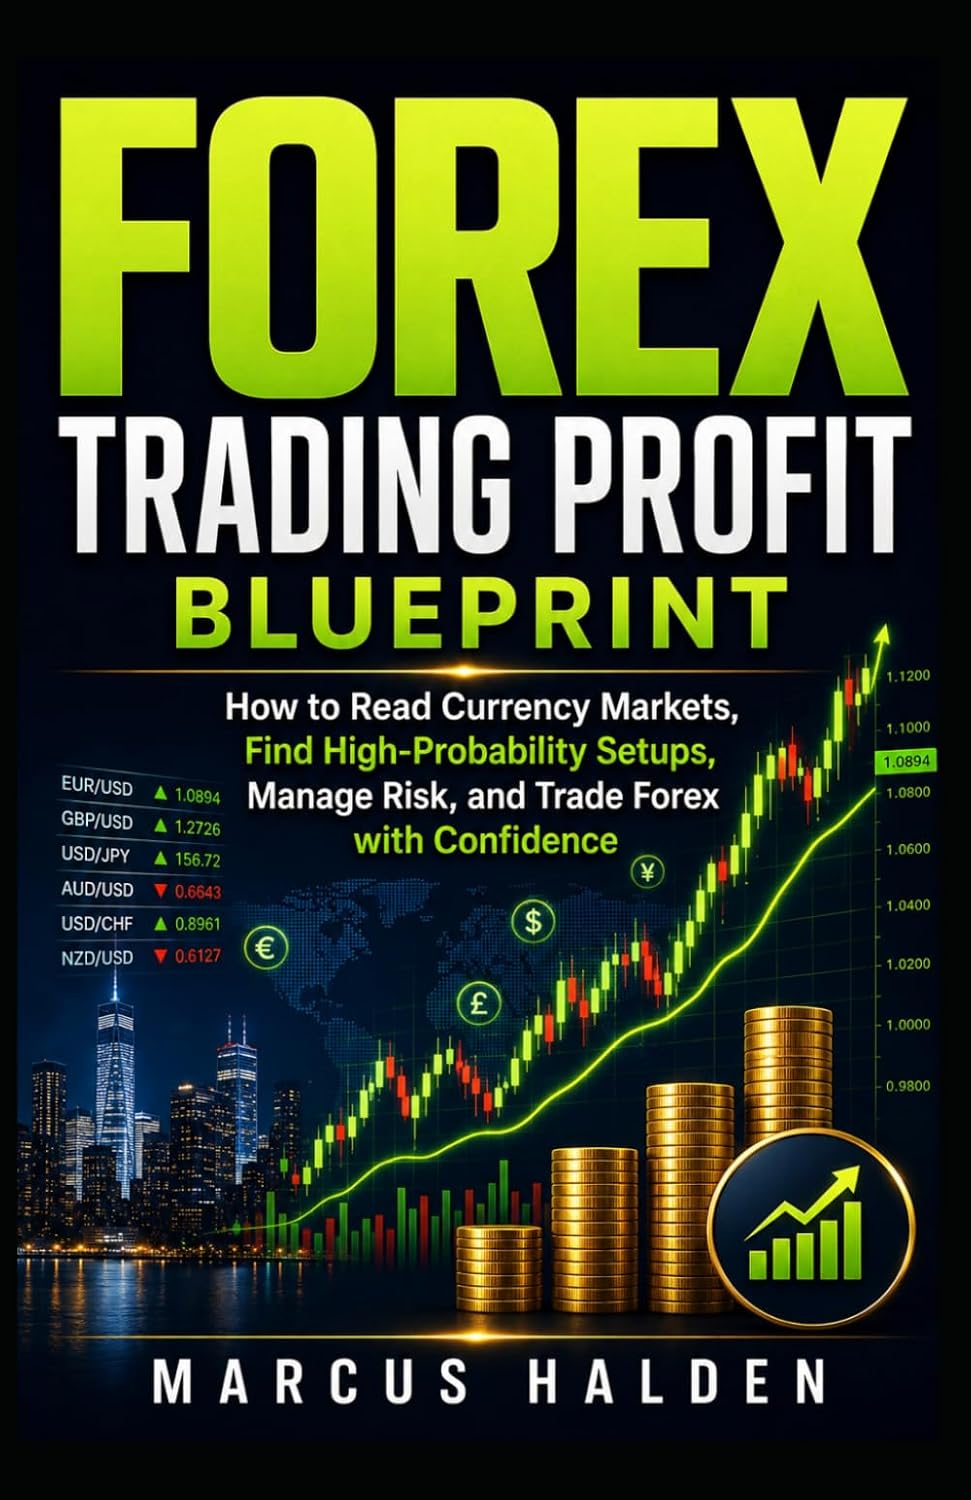 FOREX
TRADING PROFIT
BLUEPRINT
How to Read Currency Markets,
Find High-Probability Setups,
Manage Risk, and Trade Forex
with Confidence
EUR/USD ▲ 1.0894
GBP/USD ▲ 1.2726
USD/JPY ▲ 156.72
AUD/USD ▼ 0.6643
USD/CHF ▲ 0.8961
NZD/USD ▼ 0.6127
€
£
$
¥
1.1200
1.1000
1.0894
1.0800
1.0600
1.0400
1.0200
1.0000
0.9800
MARCUS HALDEN